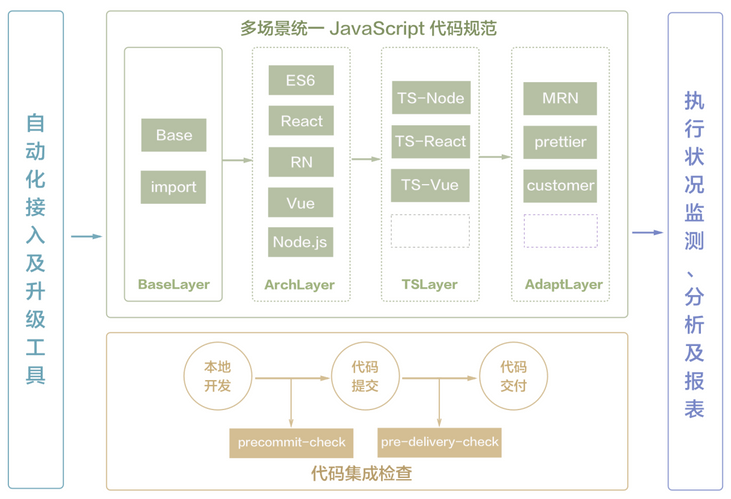 自动化接入及升级工具
多场景统一 JavaScript 代码规范
Base
import
BaseLayer
ES6
React
RN
Vue
Node.js
ArchLayer
TS-Node
TS-React
TS-Vue
TSLayer
MRN
prettier
customer
AdaptLayer
本地
开发
代码
提交
代码
交付
precommit-check
pre-delivery-check
代码集成检查
执行状况监测、分析及报表